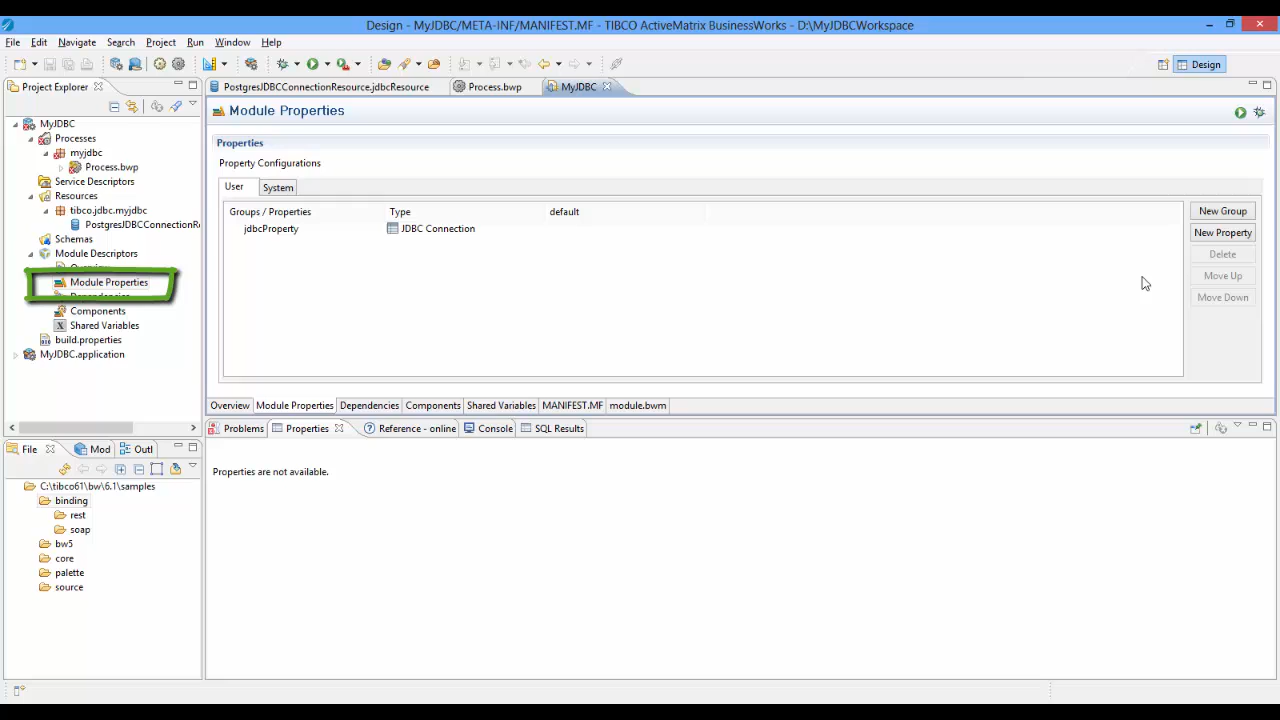 Design - MyJDBC/META-INF/MANIFEST.MF - TIBCO ActiveMatrix BusinessWorks - D:\MyJDBCWorkspace
File Edit Navigate Search Project Run Window Help
Design
Project Explorer
MyJDBC
Processes
myjdbc
Process.bwp
Service Descriptors
Resources
tibco.jdbc.myjdbc
PostgresJDBCConnectionRe
Schemas
Module Descriptors
Overview
Module Properties
Dependencies
Components
Shared Variables
build.properties
MyJDBC.application
PostgresJDBCConnectionResource.jdbcResource Process.bwp MyJDBC
Module Properties
Properties
Property Configurations
User System
Groups / Properties Type default
jdbcProperty JDBC Connection
New Group
New Property
Delete
Move Up
Move Down
Overview Module Properties Dependencies Components Shared Variables MANIFEST.MF module.bwm
File Mod Outl
C:\tibco61\bw\6.1\samples
binding
rest
soap
bw5
core
palette
source
Problems Properties Reference - online Console SQL Results
Properties are not available.